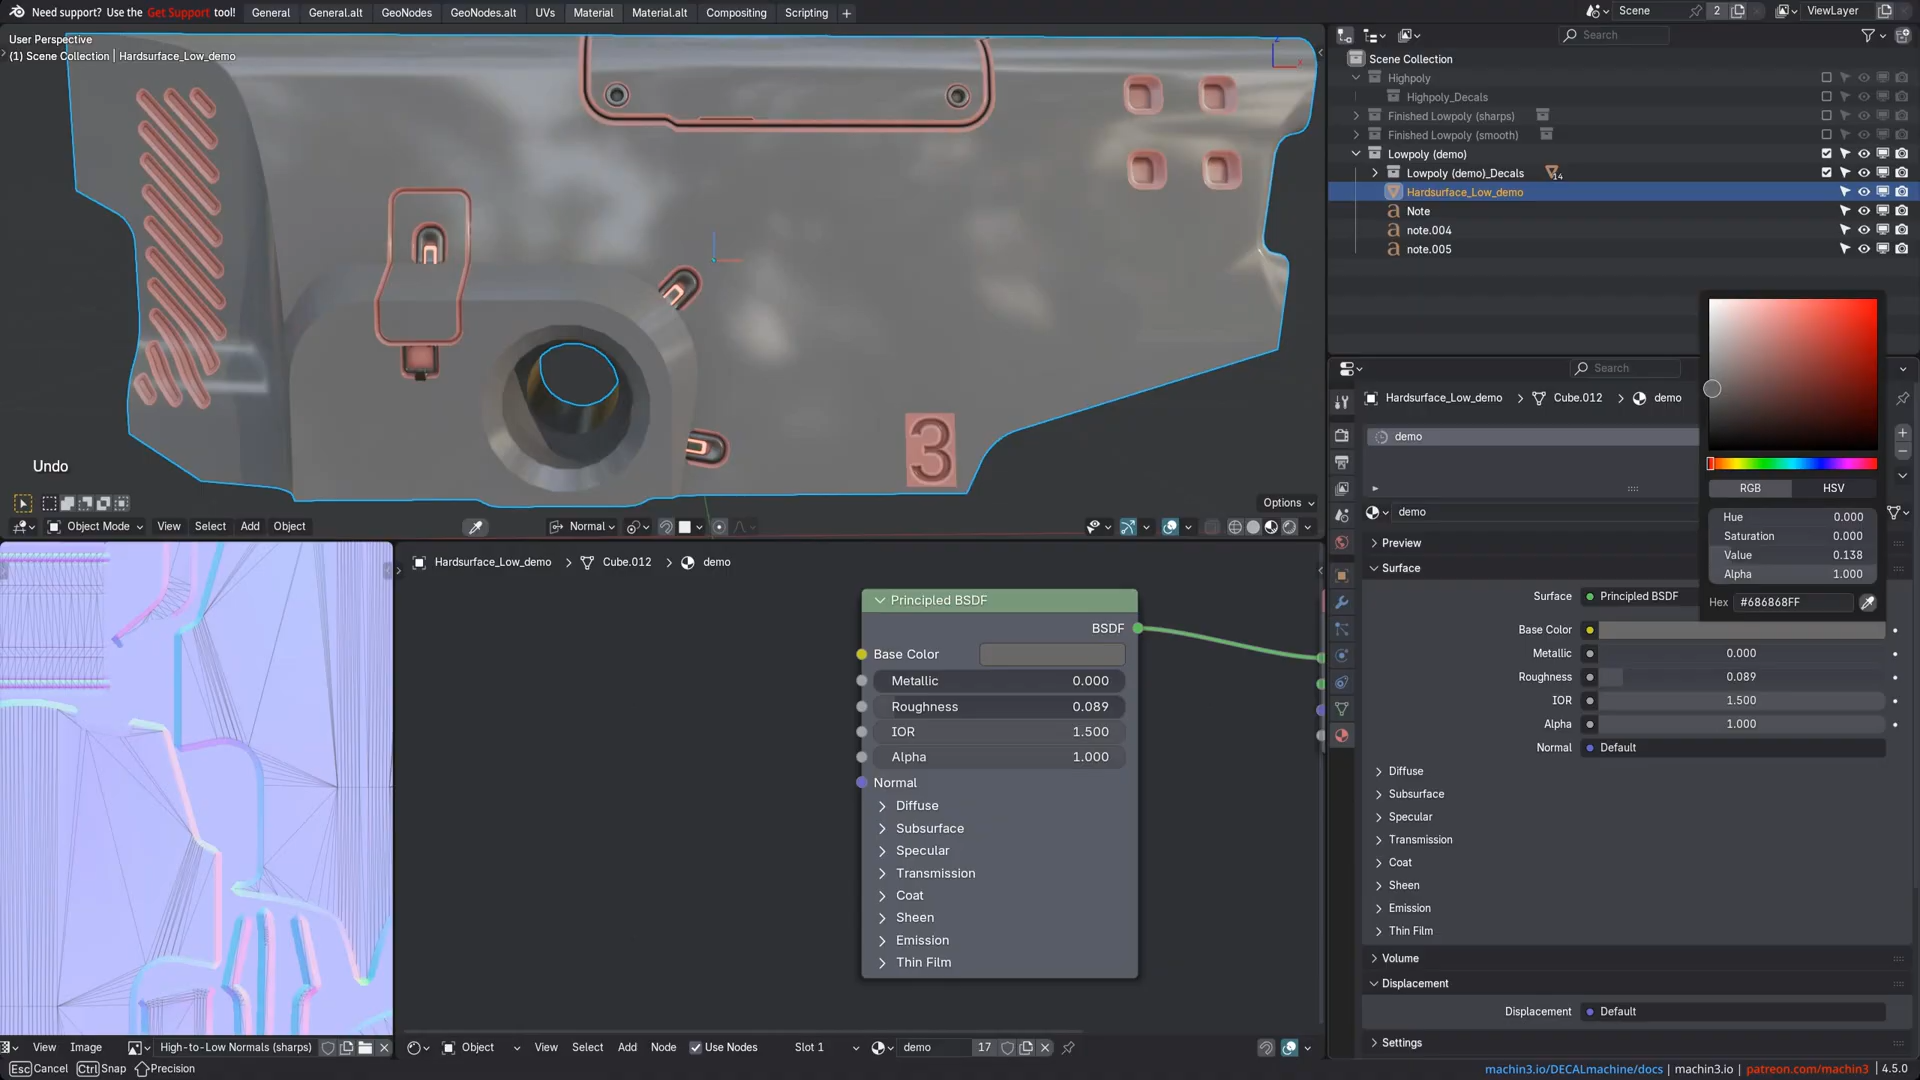 Need support? Use the Get Support tool!
General
General.alt
GeoNodes
GeoNodes.alt
UVs
Material
Material.alt
Compositing
Scripting
+
Scene
2
ViewLayer
User Perspective
(1) Scene Collection | Hardsurface_Low_demo
3
Undo
Options
Object Mode
View
Select
Add
Object
Normal
Search
Scene Collection
Highpoly
Highpoly_Decals
Finished Lowpoly (sharps)
Finished Lowpoly (smooth)
Lowpoly (demo)
Lowpoly (demo)_Decals
14
Hardsurface_Low_demo
Note
note.004
note.005
Search
Hardsurface_Low_demo > Cube.012 > demo
demo
demo
RGB
HSV
Hue 0.000
Saturation 0.000
Value 0.138
Alpha 1.000
Hex #686868FF
Preview
Surface
Surface Principled BSDF
Base Color
Metallic 0.000
Roughness 0.089
IOR 1.500
Alpha 1.000
Normal Default
Diffuse
Subsurface
Specular
Transmission
Coat
Sheen
Emission
Thin Film
Volume
Displacement
Displacement Default
Settings
Hardsurface_Low_demo > Cube.012 > demo
Principled BSDF
BSDF
Base Color
Metallic 0.000
Roughness 0.089
IOR 1.500
Alpha 1.000
Normal
Diffuse
Subsurface
Specular
Transmission
Coat
Sheen
Emission
Thin Film
View
Image
High-to-Low Normals (sharps)
Object
View
Select
Add
Node
Use Nodes
Slot 1
demo
17
Esc Cancel
Ctrl Snap
Precision
machin3.io/DECALmachine/docs | machin3.io | patreon.com/machin3 | 4.5.0